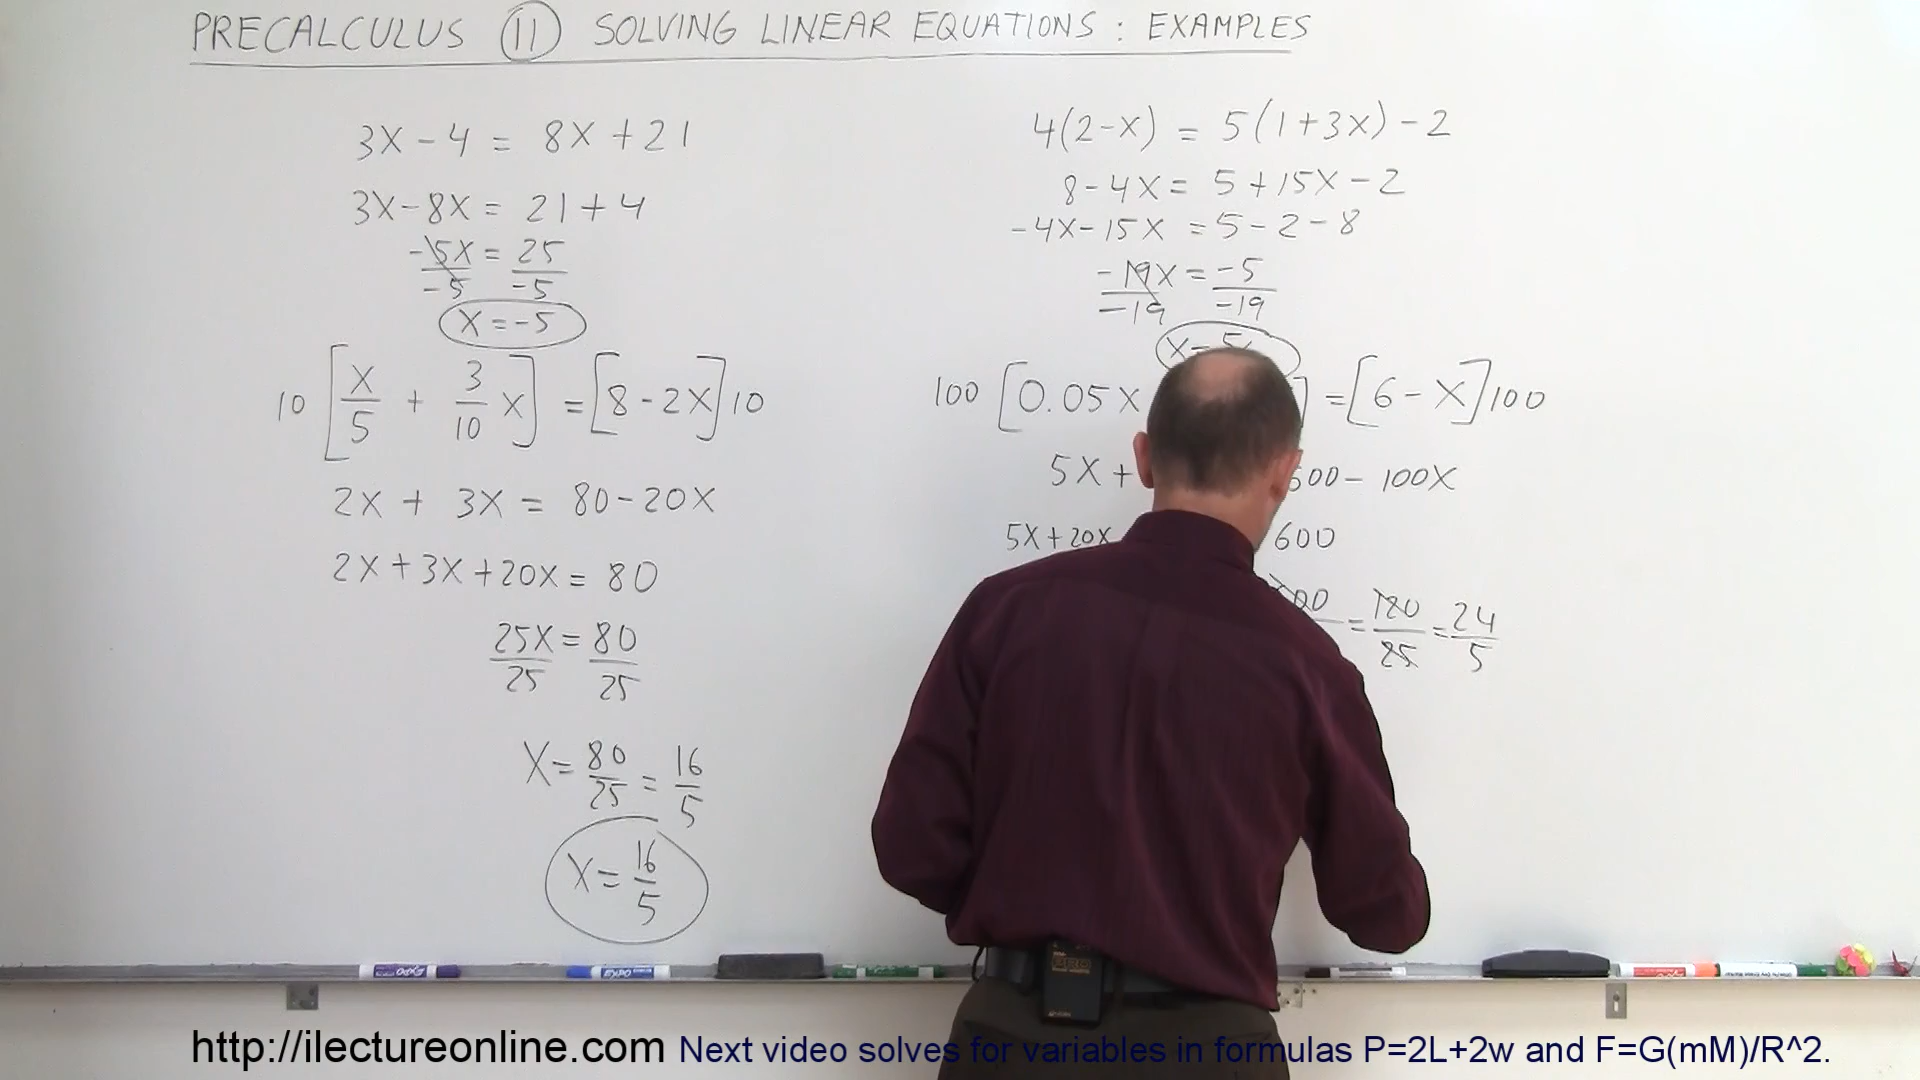 PRECALCULUS 11 SOLVING LINEAR EQUATIONS : EXAMPLES
3X - 4 = 8X + 21
3X - 8X = 21 + 4
-5X = 25
-5 -5
X = -5
10 [X/5 + 3/10 X] = [8 - 2X] 10
2X + 3X = 80 - 20X
2X + 3X + 20X = 80
25X = 80
25 25
X = 80/25 = 16/5
X = 16/5
4(2-X) = 5(1+3X) - 2
8 - 4X = 5 + 15X - 2
-4X - 15X = 5 - 2 - 8
-19X = -5
-19 -19
X =
100 [0.05X ] = [6 - X] 100
5X + 600 - 100X
5X + 20X 600
= 120/25 = 24/5
EXPO
http://ilectureonline.com Next video solves for variables in formulas P=2L+2w and F=G(mM)/R^2.